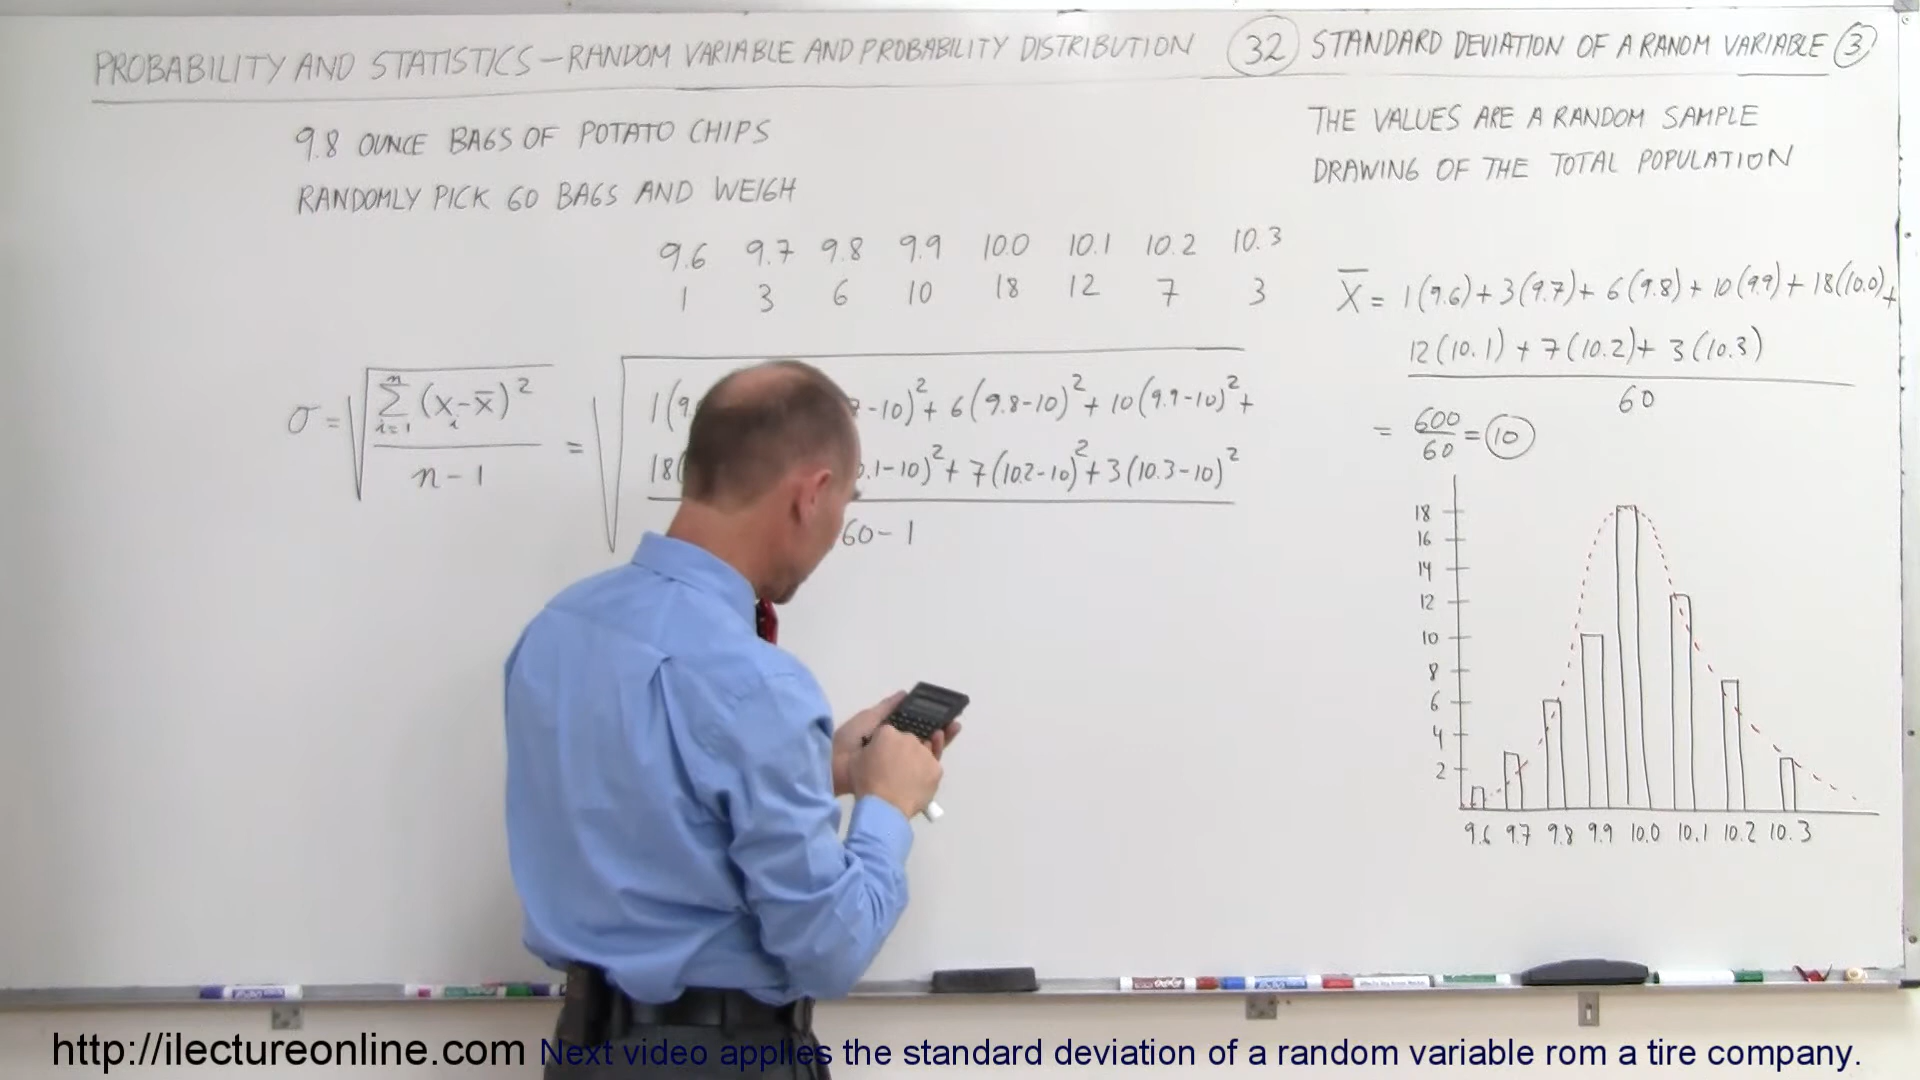 PROBABILITY AND STATISTICS – RANDOM VARIABLE AND PROBABILITY DISTRIBUTION 32 STANDARD DEVIATION OF A RANOM VARIABLE 3
9.8 OUNCE BAGS OF POTATO CHIPS
RANDOMLY PICK 60 BAGS AND WEIGH
THE VALUES ARE A RANDOM SAMPLE
DRAWING OF THE TOTAL POPULATION
9.6 9.7 9.8 9.9 10.0 10.1 10.2 10.3
1 3 6 10 18 12 7 3
x̄ = 1(9.6) + 3(9.7) + 6(9.8) + 10(9.9) + 18(10.0) +
12(10.1) + 7(10.2) + 3(10.3)
60
= 600/60 = 10
σ = √(Σ_{i=1}^{n} (x_i - x̄)² / n-1) =
1(9. -10)² + 6(9.8-10)² + 10(9.9-10)² +
18( .1-10)² + 7(10.2-10)² + 3(10.3-10)²
60-1
18
16
14
12
10
8
6
4
2
9.6 9.7 9.8 9.9 10.0 10.1 10.2 10.3
http://ilectureonline.com Next video applies the standard deviation of a random variable rom a tire company.